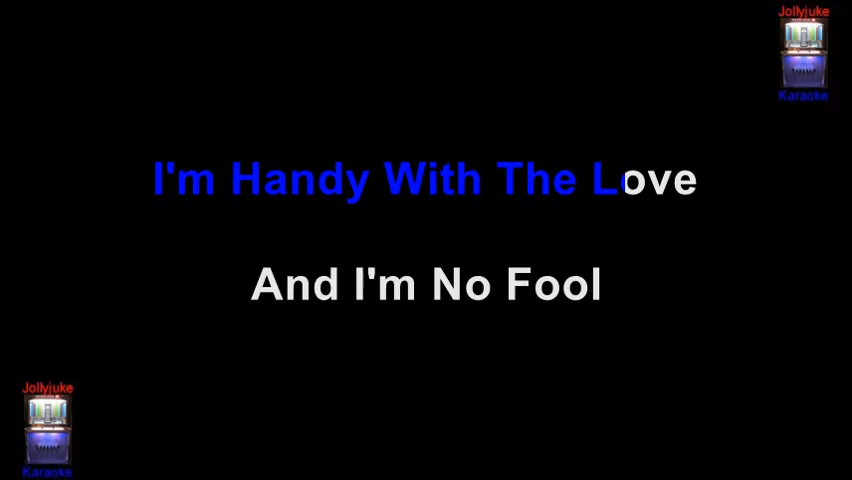 Jollyjuke
Karaoke
I'm Handy With The Love
And I'm No Fool
Jollyjuke
Karaoke